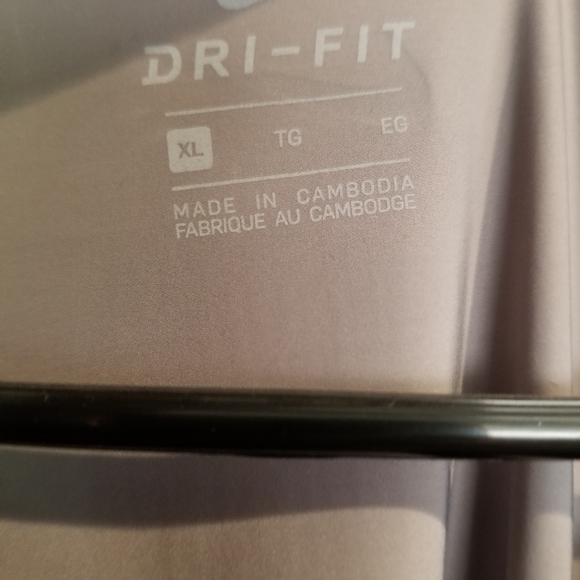 DRI-FIT
XL TG EG
MADE IN CAMBODIA
FABRIQUE AU CAMBODGE